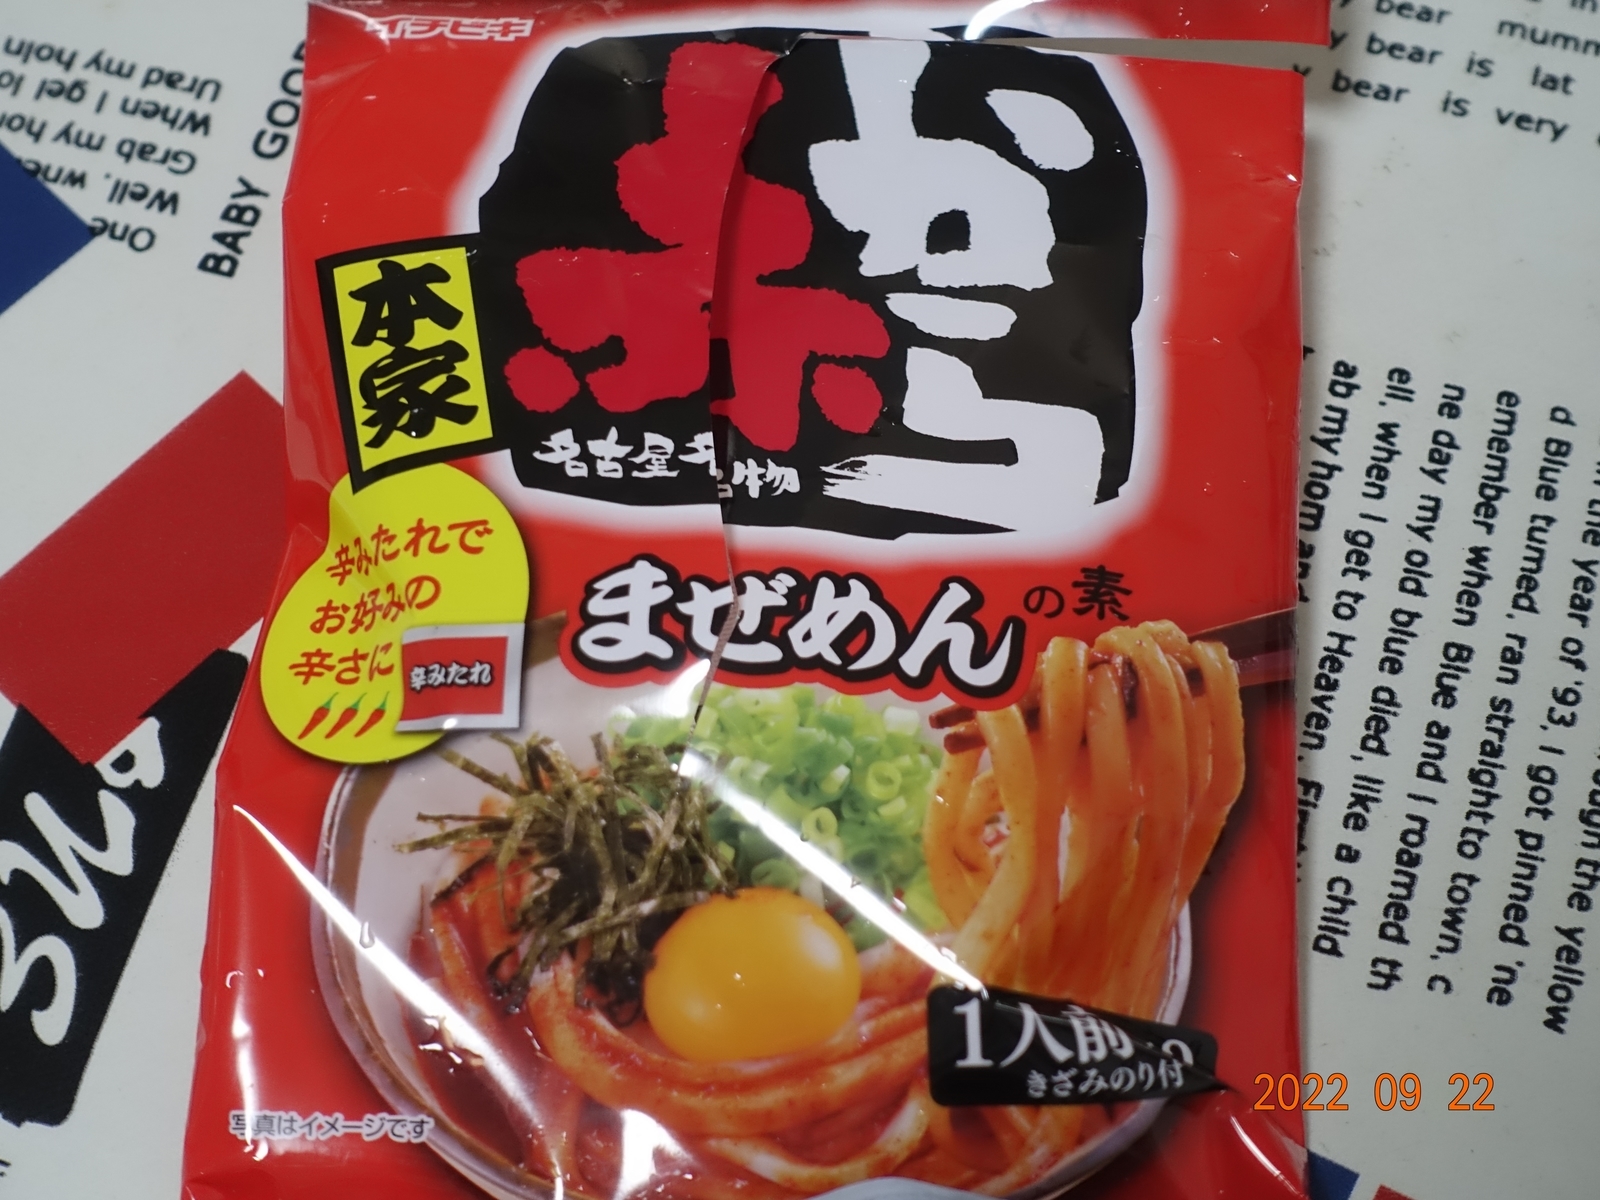 イチビキ
赤から
本家
名古屋名物
辛みたれで
お好みの
辛さに
辛みたれ
まぜめんの素
1人前
きざみのり付
写真はイメージです
2022 09 22
BABY GOO
One
Well, whe
Grab my ho
When I get lo
Urad my holn
bear mumm
y bear is lat
bear is very
the year of '93, I got pinned 'ne
d Blue turned, ran straight to town, c
emember when Blue and I roamed th
ne day my old blue died, like a child
ell, when I get to Heaven,
ab my horn and